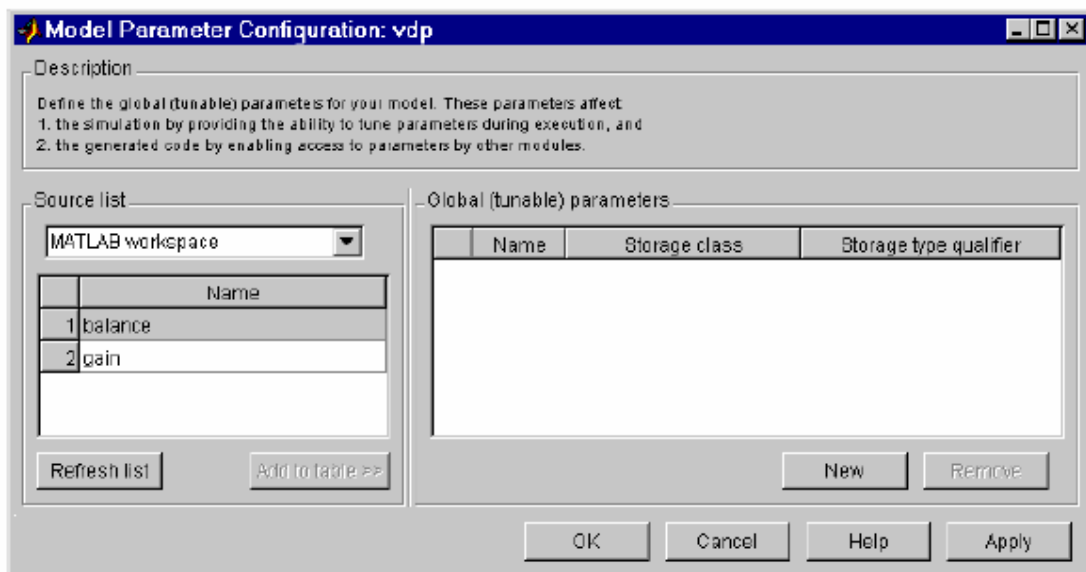 Model Parameter Configuration: vdp
Description
Define the global (tunable) parameters for your model. These parameters affect:
1. the simulation by providing the ability to tune parameters during execution, and
2. the generated code by enabling access to parameters by other modules.
Source list
MATLAB workspace
Name
1 balance
2 gain
Refresh list
Add to table >>
Global (tunable) parameters
Name Storage class Storage type qualifier
New Remove
OK Cancel Help Apply